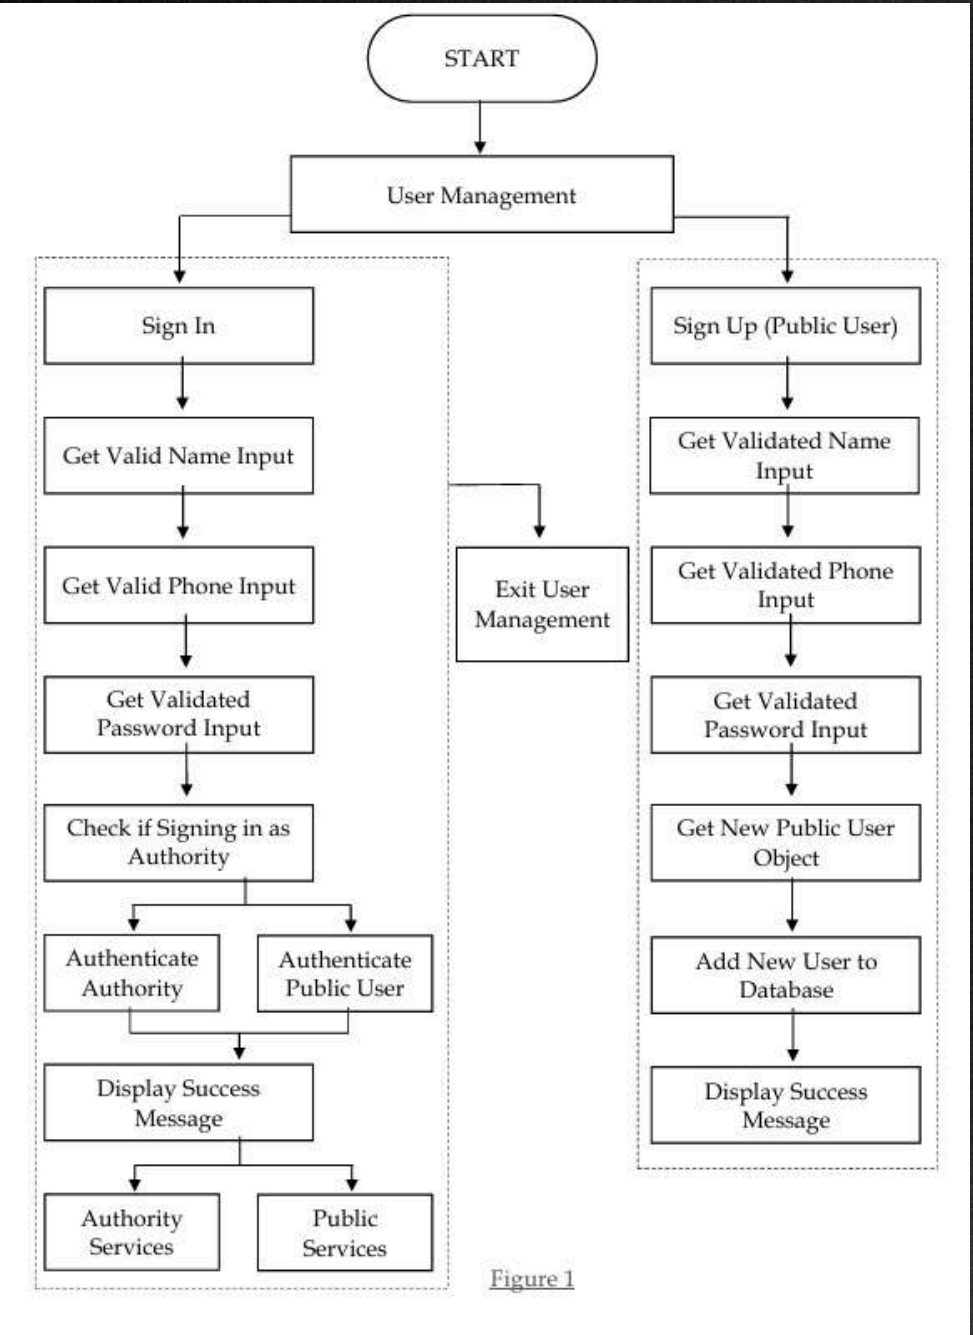 START
User Management
Sign In
Get Valid Name Input
Get Valid Phone Input
Get Validated
Password Input
Check if Signing in as
Authority
Authenticate
Authority
Authenticate
Public User
Display Success
Message
Authority
Services
Public
Services
Exit User
Management
Sign Up (Public User)
Get Validated Name
Input
Get Validated Phone
Input
Get Validated
Password Input
Get New Public User
Object
Add New User to
Database
Display Success
Message
Figure 1